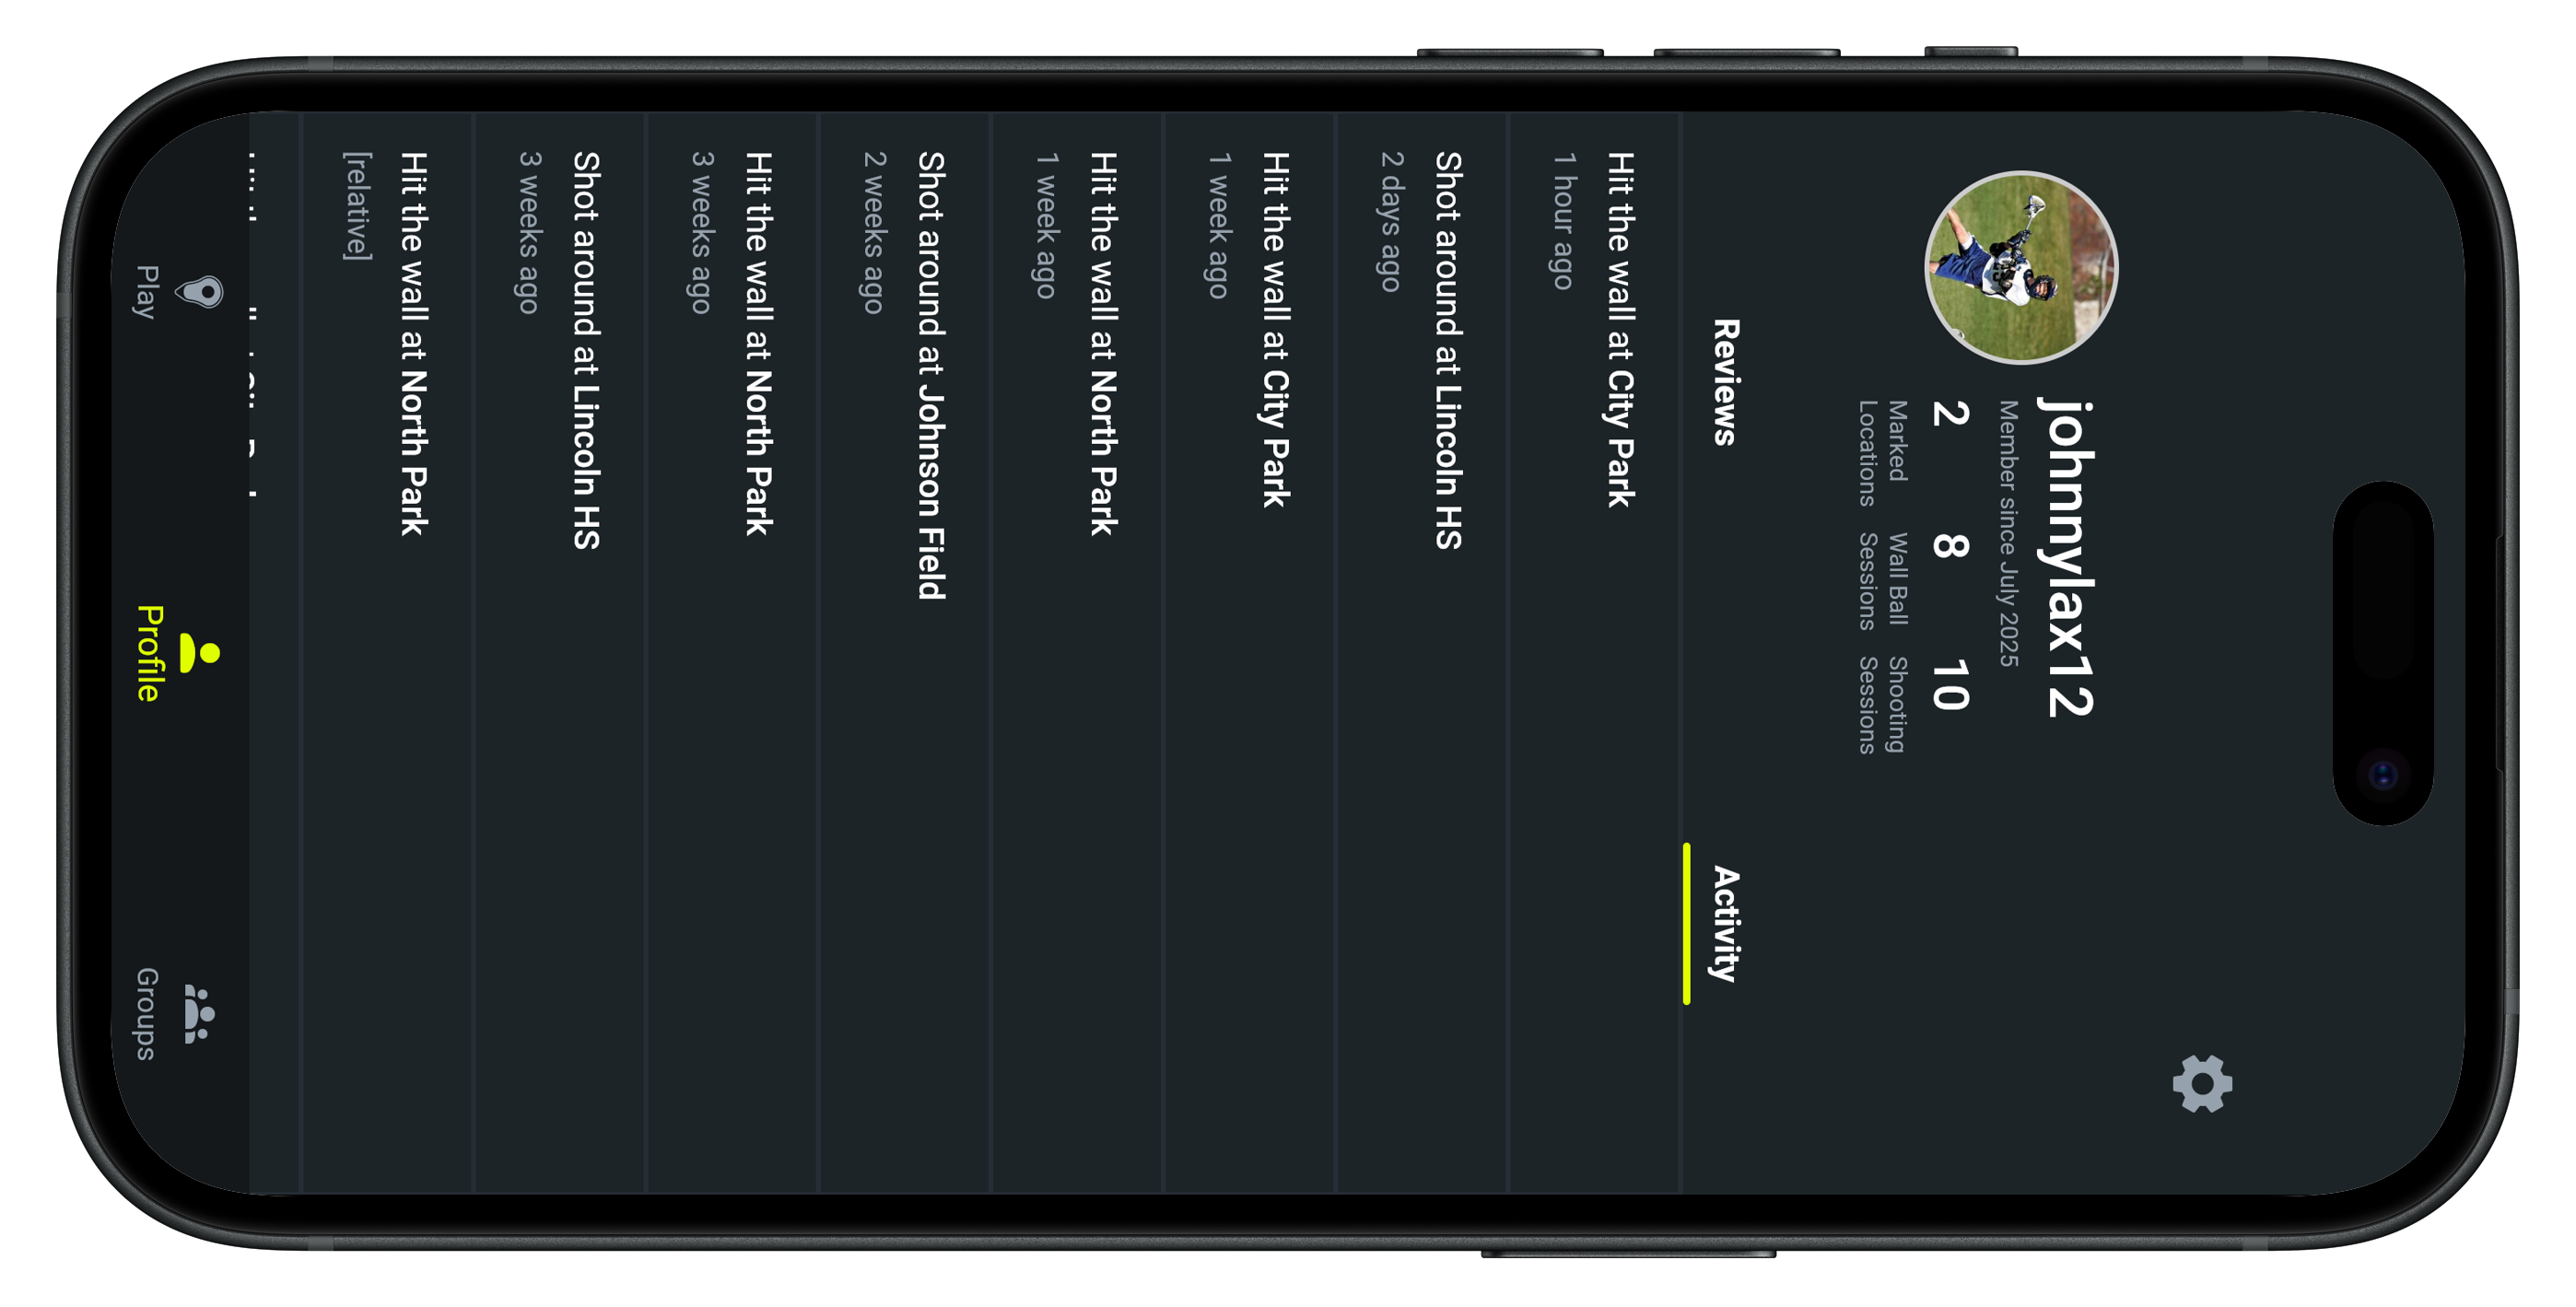 johnnylax12
Member since July 2025
2
8
10
Marked
Locations
Wall Ball
Sessions
Shooting
Sessions
Reviews
Activity
Hit the wall at City Park
1 hour ago
Shot around at Lincoln HS
2 days ago
Hit the wall at City Park
1 week ago
Hit the wall at North Park
1 week ago
Shot around at Johnson Field
2 weeks ago
Hit the wall at North Park
3 weeks ago
Shot around at Lincoln HS
3 weeks ago
Hit the wall at North Park
[relative]
Play
Profile
Groups